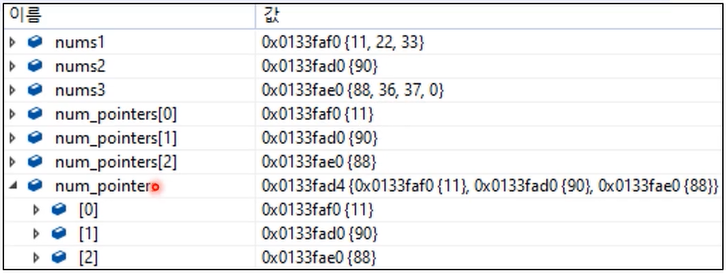 이름 값
nums1 0x0133faf0 {11, 22, 33}
nums2 0x0133fad0 {90}
nums3 0x0133fae0 {88, 36, 37, 0}
num_pointers[0] 0x0133faf0 {11}
num_pointers[1] 0x0133fad0 {90}
num_pointers[2] 0x0133fae0 {88}
num_pointer 0x0133fad4 {0x0133faf0 {11}, 0x0133fad0 {90}, 0x0133fae0 {88}}
[0] 0x0133faf0 {11}
[1] 0x0133fad0 {90}
[2] 0x0133fae0 {88}